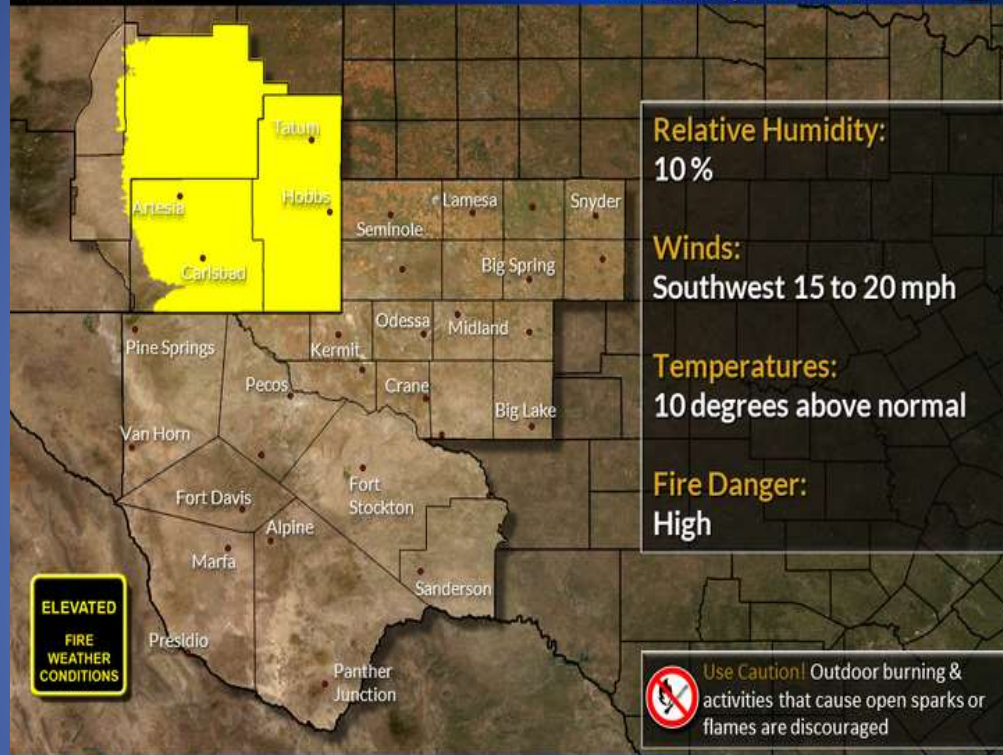 Tatum
Artesia
Hobbs
Carlsbad
Seminole
Lamesa
Snyder
Big Spring
Pine Springs
Kermit
Odessa
Midland
Pecos
Crane
Big Lake
Van Horn
Fort Davis
Fort
Stockton
Alpine
Marfa
Sanderson
Presidio
Panther
Junction
ELEVATED
FIRE
WEATHER
CONDITIONS
Relative Humidity:
10 %
Winds:
Southwest 15 to 20 mph
Temperatures:
10 degrees above normal
Fire Danger:
High
Use Caution! Outdoor burning &
activities that cause open sparks or
flames are discouraged